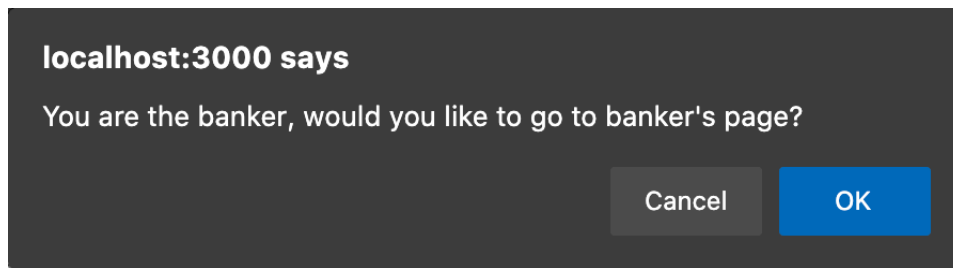 localhost:3000 says
You are the banker, would you like to go to banker's page?
Cancel
OK